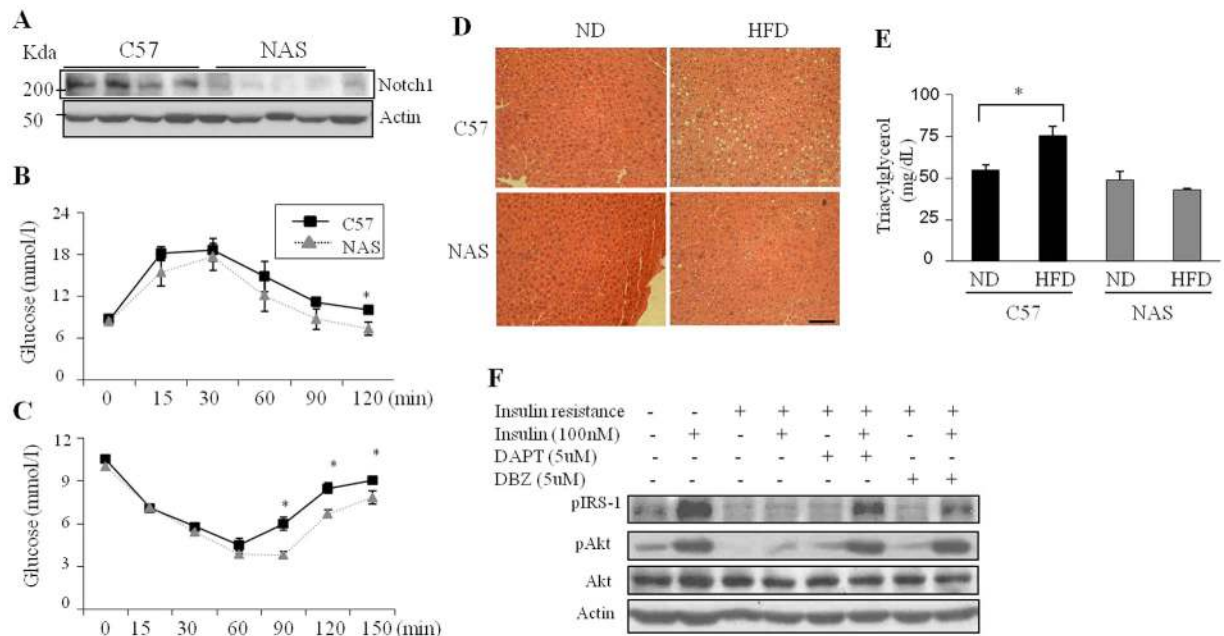 A
Kda
C57
NAS
200
Notch1
50
Actin
B
Glucose (mmol/l)
24
18
12
6
0
C57
NAS
*
0 15 30 60 90 120 (min)
C
Glucose (mmol/l)
12
9
6
3
0
* * *
0 15 30 60 90 120 150 (min)
D
ND HFD
C57
NAS
E
Triacylglycerol
(mg/dL)
100
75
50
25
0
*
ND HFD ND HFD
C57 NAS
F
Insulin resistance - - + + + + + +
Insulin (100nM) - + - + - + - +
DAPT (5uM) - - - - + + - -
DBZ (5uM) - - - - - - + +
pIRS-1
pAkt
Akt
Actin